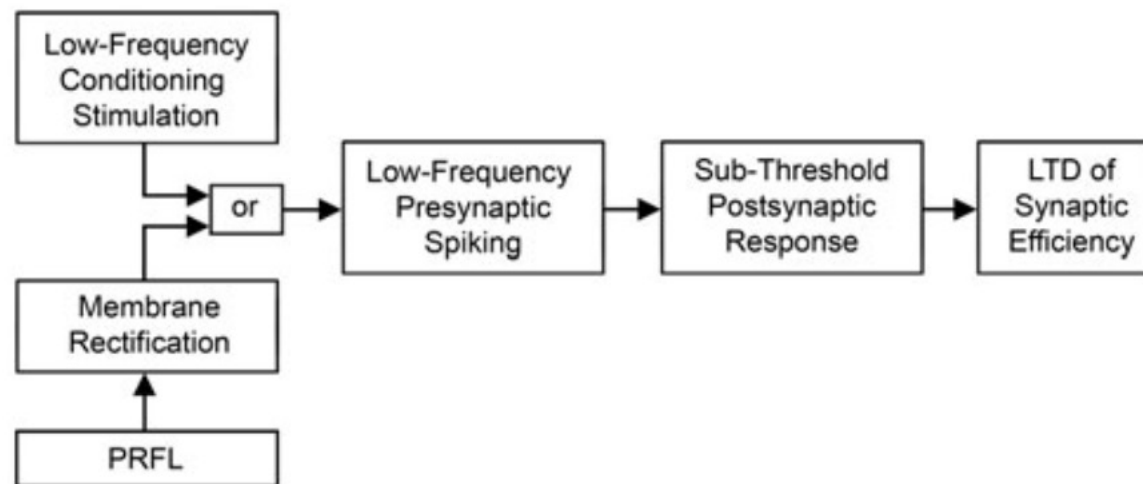 Low-Frequency
Conditioning
Stimulation
or
Membrane
Rectification
PRFL
Low-Frequency
Presynaptic
Spiking
Sub-Threshold
Postsynaptic
Response
LTD of
Synaptic
Efficiency